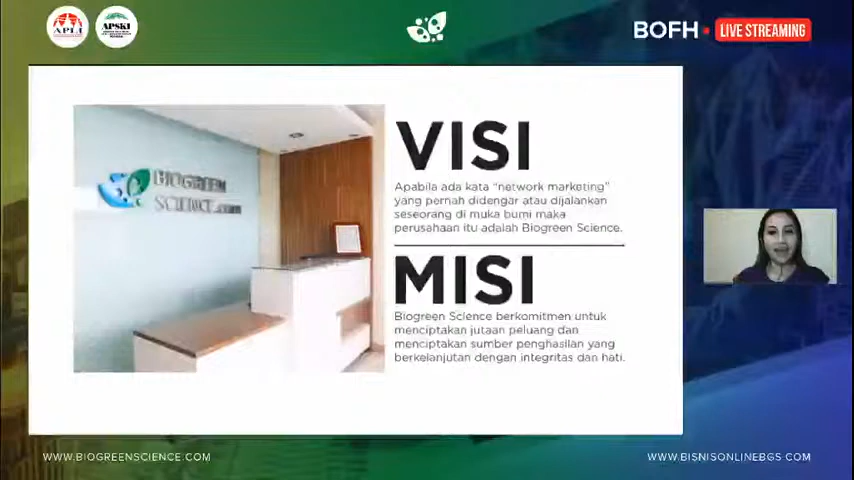 APLI
APSKI
BOFH
LIVE STREAMING
BIOGREEN
SCIENCE.com
VISI
Apabila ada kata “network marketing”
yang pernah didengar atau dijalankan
seseorang di muka bumi maka
perusahaan itu adalah Biogreen Science.
MISI
Biogreen Science berkomitmen untuk
menciptakan jutaan peluang dan
menciptakan sumber penghasilan yang
berkelanjutan dengan integritas dan hati.
WWW.BIOGREENSCIENCE.COM
WWW.BISNISONLINEBGS.COM